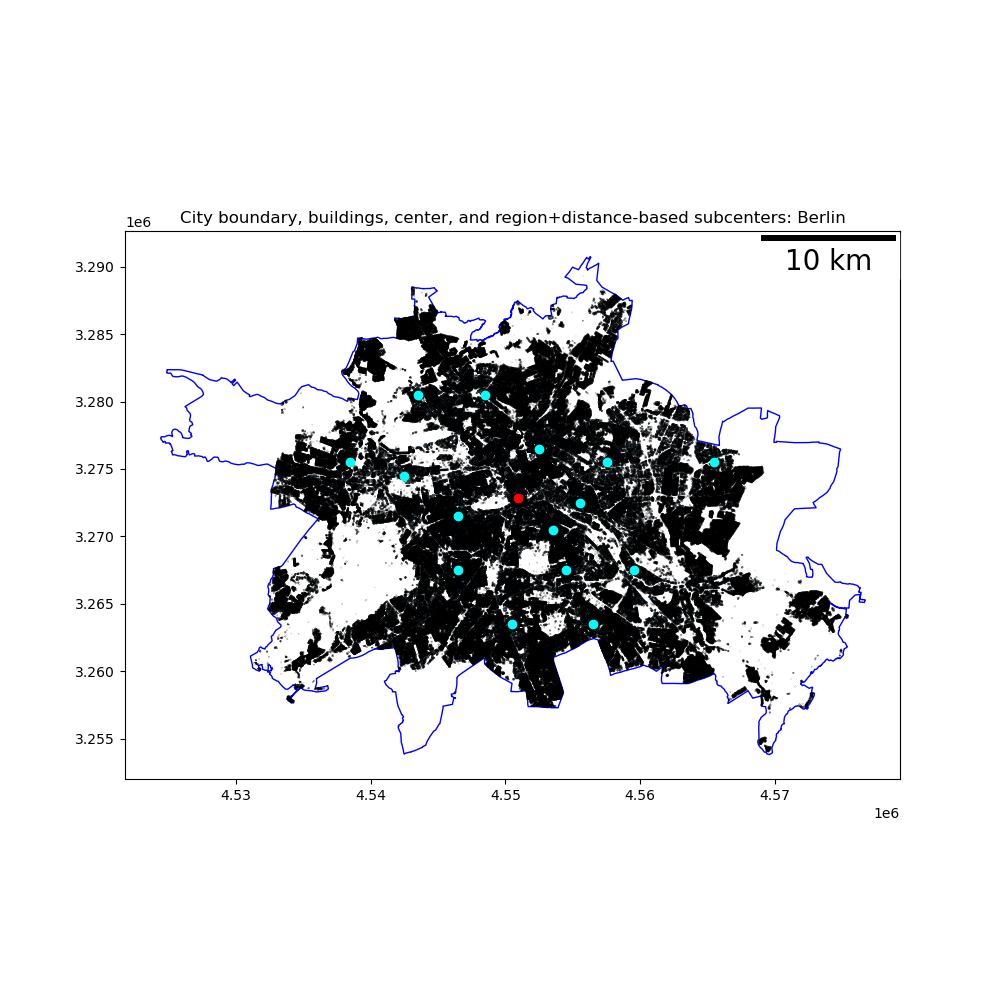 City boundary, buildings, center, and region+distance-based subcenters: Berlin
1e6
10 km
3.290
3.285
3.280
3.275
3.270
3.265
3.260
3.255
4.53 4.54 4.55 4.56 4.57
1e6